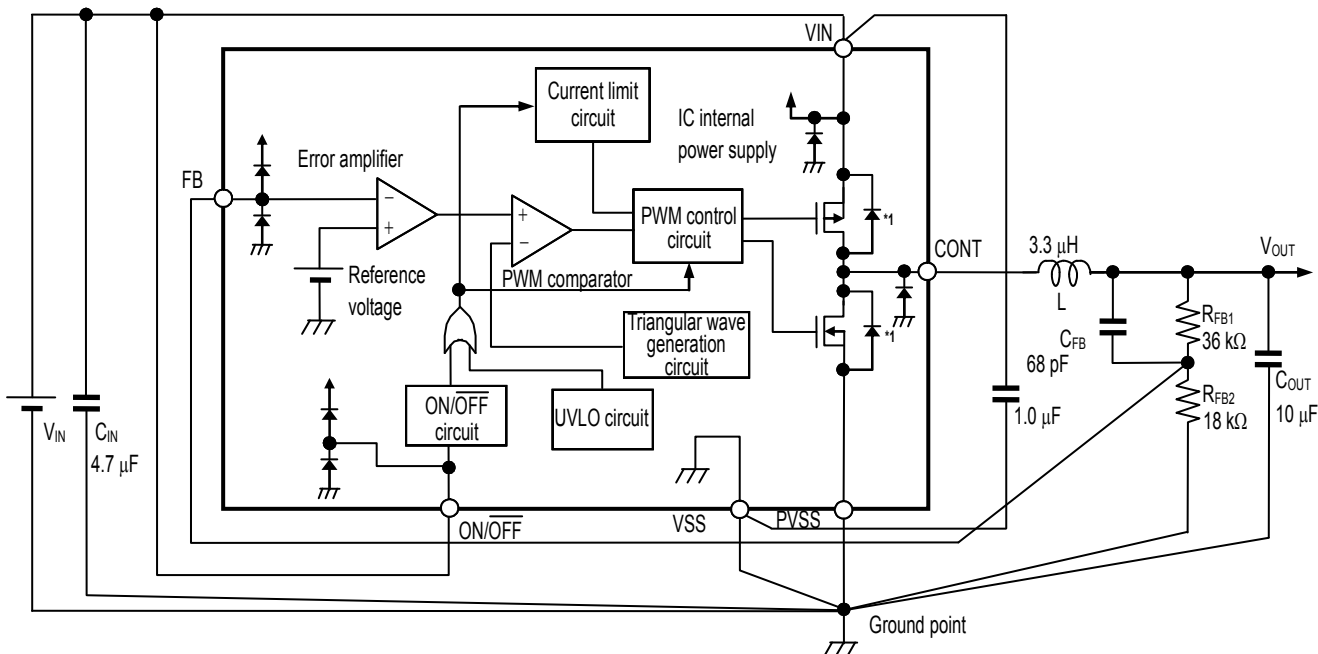 VIN
Current limit
circuit
IC internal
power supply
Error amplifier
FB
−
+
+
−
PWM control
circuit
*1
CONT
3.3 μH
L
VOUT
Reference
voltage
PWM comparator
Triangular wave
generation
circuit
*1
CFB
68 pF
RFB1
36 kΩ
RFB2
18 kΩ
COUT
10 μF
1.0 μF
VIN
CIN
4.7 μF
ON/OFF
circuit
UVLO circuit
ON/OFF
VSS
PVSS
Ground point